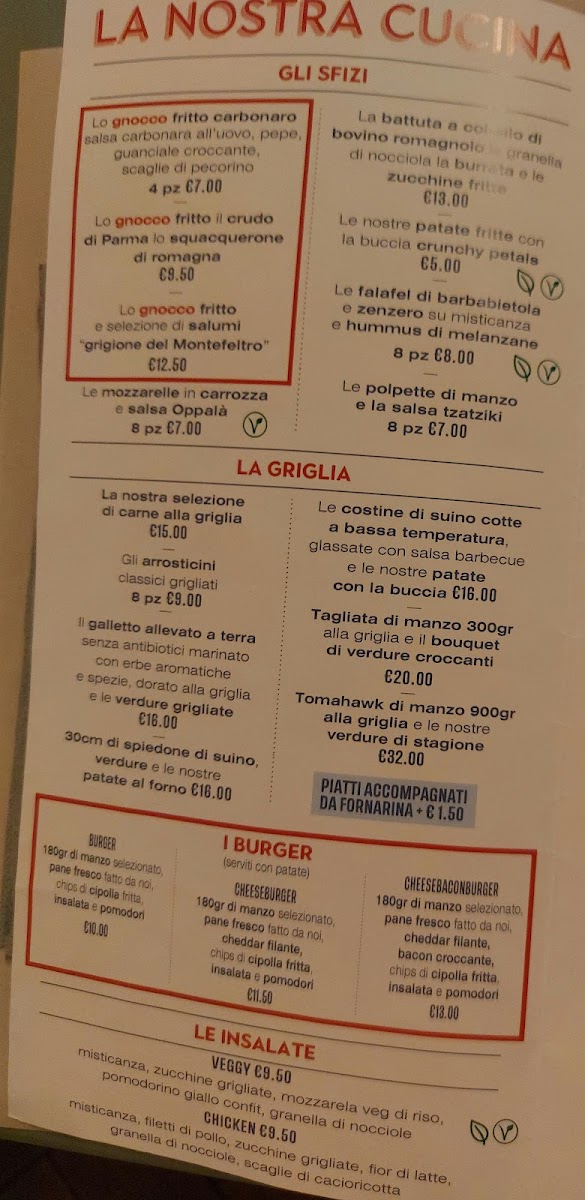 LA NOSTRA CUCINA
GLI SFIZI
Lo gnocco fritto carbonaro
salsa carbonara all'uovo, pepe,
guanciale croccante,
scaglie di pecorino
4 pz €7.00
Lo gnocco fritto il crudo
di Parma lo squacquerone
di romagna
€9.50
Lo gnocco fritto
e selezione di salumi
"grigione del Montefeltro"
€12.50
Le mozzarelle in carrozza
e salsa Oppalà
8 pz €7.00
La battuta a coltello di
bovino romagnolo la granella
di nocciola la burrata e le
zucchine fritte
€13.00
Le nostre patate fritte con
la buccia crunchy petals
€5.00
Le falafel di barbabietola
e zenzero su misticanza
e hummus di melanzane
8 pz €8.00
Le polpette di manzo
e la salsa tzatziki
8 pz €7.00
LA GRIGLIA
La nostra selezione
di carne alla griglia
€15.00
Gli arrosticini
classici grigliati
8 pz €9.00
Il galletto allevato a terra
senza antibiotici marinato
con erbe aromatiche
e spezie, dorato alla griglia
e le verdure grigliate
€16.00
30cm di spiedone di suino,
verdure e le nostre
patate al forno €16.00
Le costine di suino cotte
a bassa temperatura,
glassate con salsa barbecue
e le nostre patate
con la buccia €16.00
Tagliata di manzo 300gr
alla griglia e il bouquet
di verdure croccanti
€20.00
Tomahawk di manzo 900gr
alla griglia e le nostre
verdure di stagione
€32.00
PIATTI ACCOMPAGNATI
DA FORNARINA + € 1.50
I BURGER
(serviti con patate)
BURGER
180gr di manzo selezionato,
pane fresco fatto da noi,
chips di cipolla fritta,
insalata e pomodori
€10.00
CHEESEBURGER
180gr di manzo selezionato,
pane fresco fatto da noi,
cheddar filante,
chips di cipolla fritta,
insalata e pomodori
€11.50
CHEESEBACONBURGER
180gr di manzo selezionato,
pane fresco fatto da noi,
cheddar filante,
bacon croccante,
chips di cipolla fritta,
insalata e pomodori
€13.00
LE INSALATE
VEGGY €9.50
misticanza, zucchine grigliate, mozzarela veg di riso,
pomodorino giallo confit, granella di nocciole
CHICKEN €9.50
misticanza, filetti di pollo, zucchine grigliate, fior di latte,
granella di nocciole, scaglie di cacioricotta